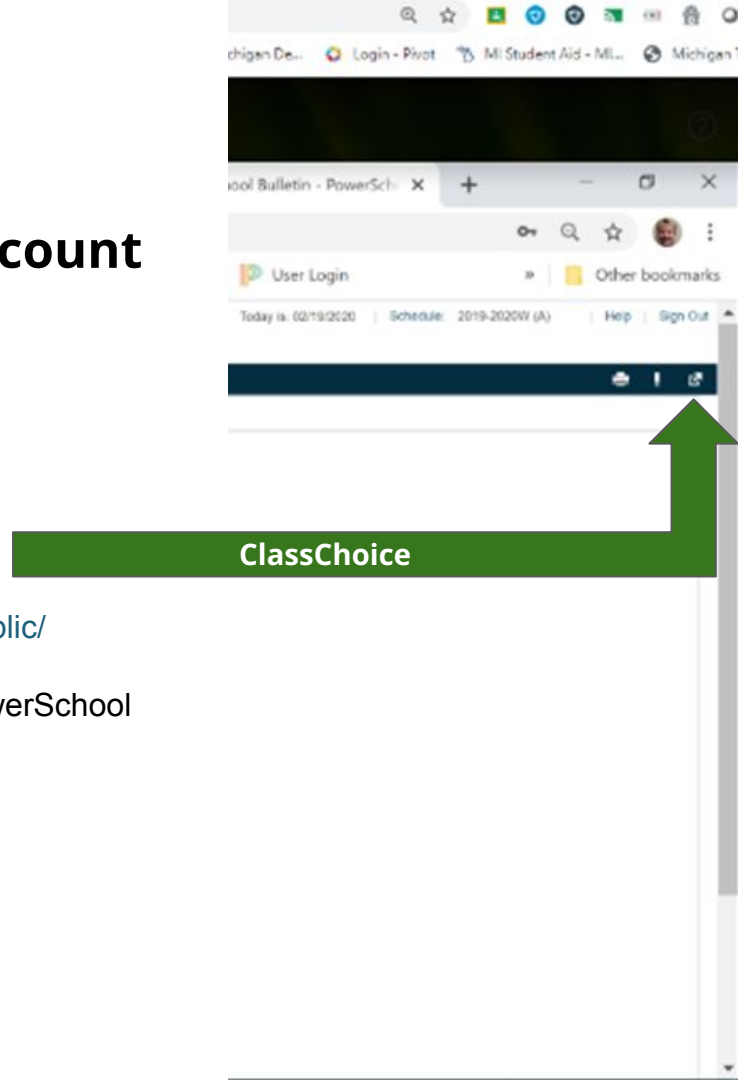 chigan De... Login - Pivot MI Student Aid - MI... Michigan
ool Bulletin - PowerSch
count
User Login » Other bookmarks
Today is: 02/19/2020 | Schedule: 2019-2020W (A) | Help | Sign Out
ClassChoice
lic/
erSchool